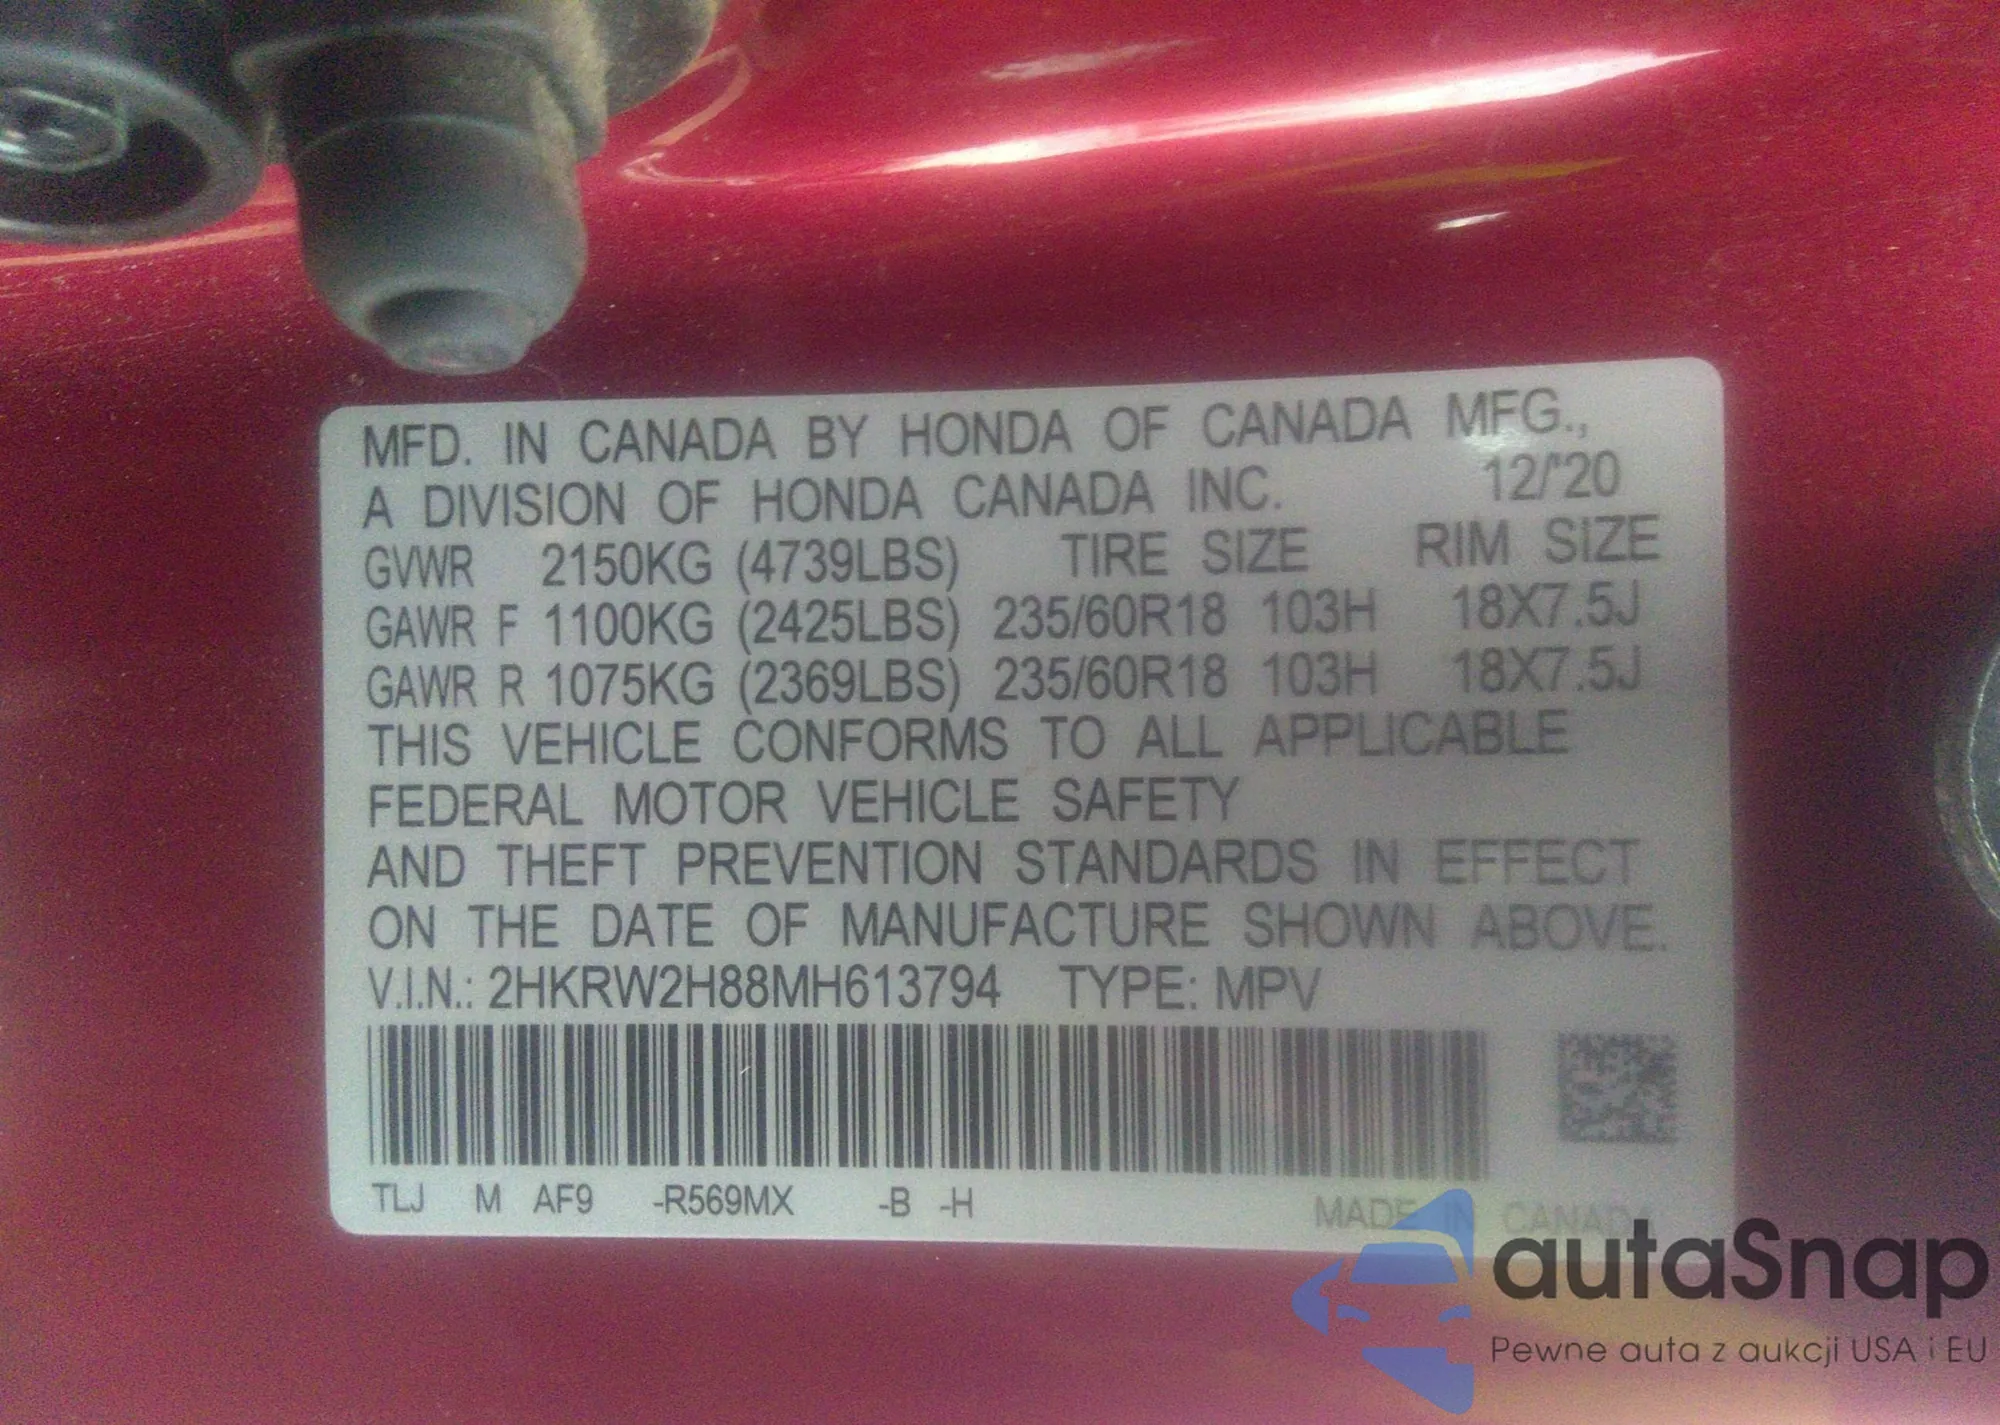 MFD. IN CANADA BY HONDA OF CANADA MFG.,
A DIVISION OF HONDA CANADA INC. 12/'20
GVWR 2150KG (4739LBS) TIRE SIZE RIM SIZE
GAWR F 1100KG (2425LBS) 235/60R18 103H 18X7.5J
GAWR R 1075KG (2369LBS) 235/60R18 103H 18X7.5J
THIS VEHICLE CONFORMS TO ALL APPLICABLE
FEDERAL MOTOR VEHICLE SAFETY
AND THEFT PREVENTION STANDARDS IN EFFECT
ON THE DATE OF MANUFACTURE SHOWN ABOVE.
V.I.N.: 2HKRW2H88MH613794 TYPE: MPV
TLJ M AF9 -R569MX -B -H
MADE IN CANADA
autaSnap
Pewne auta z aukcji USA i EU